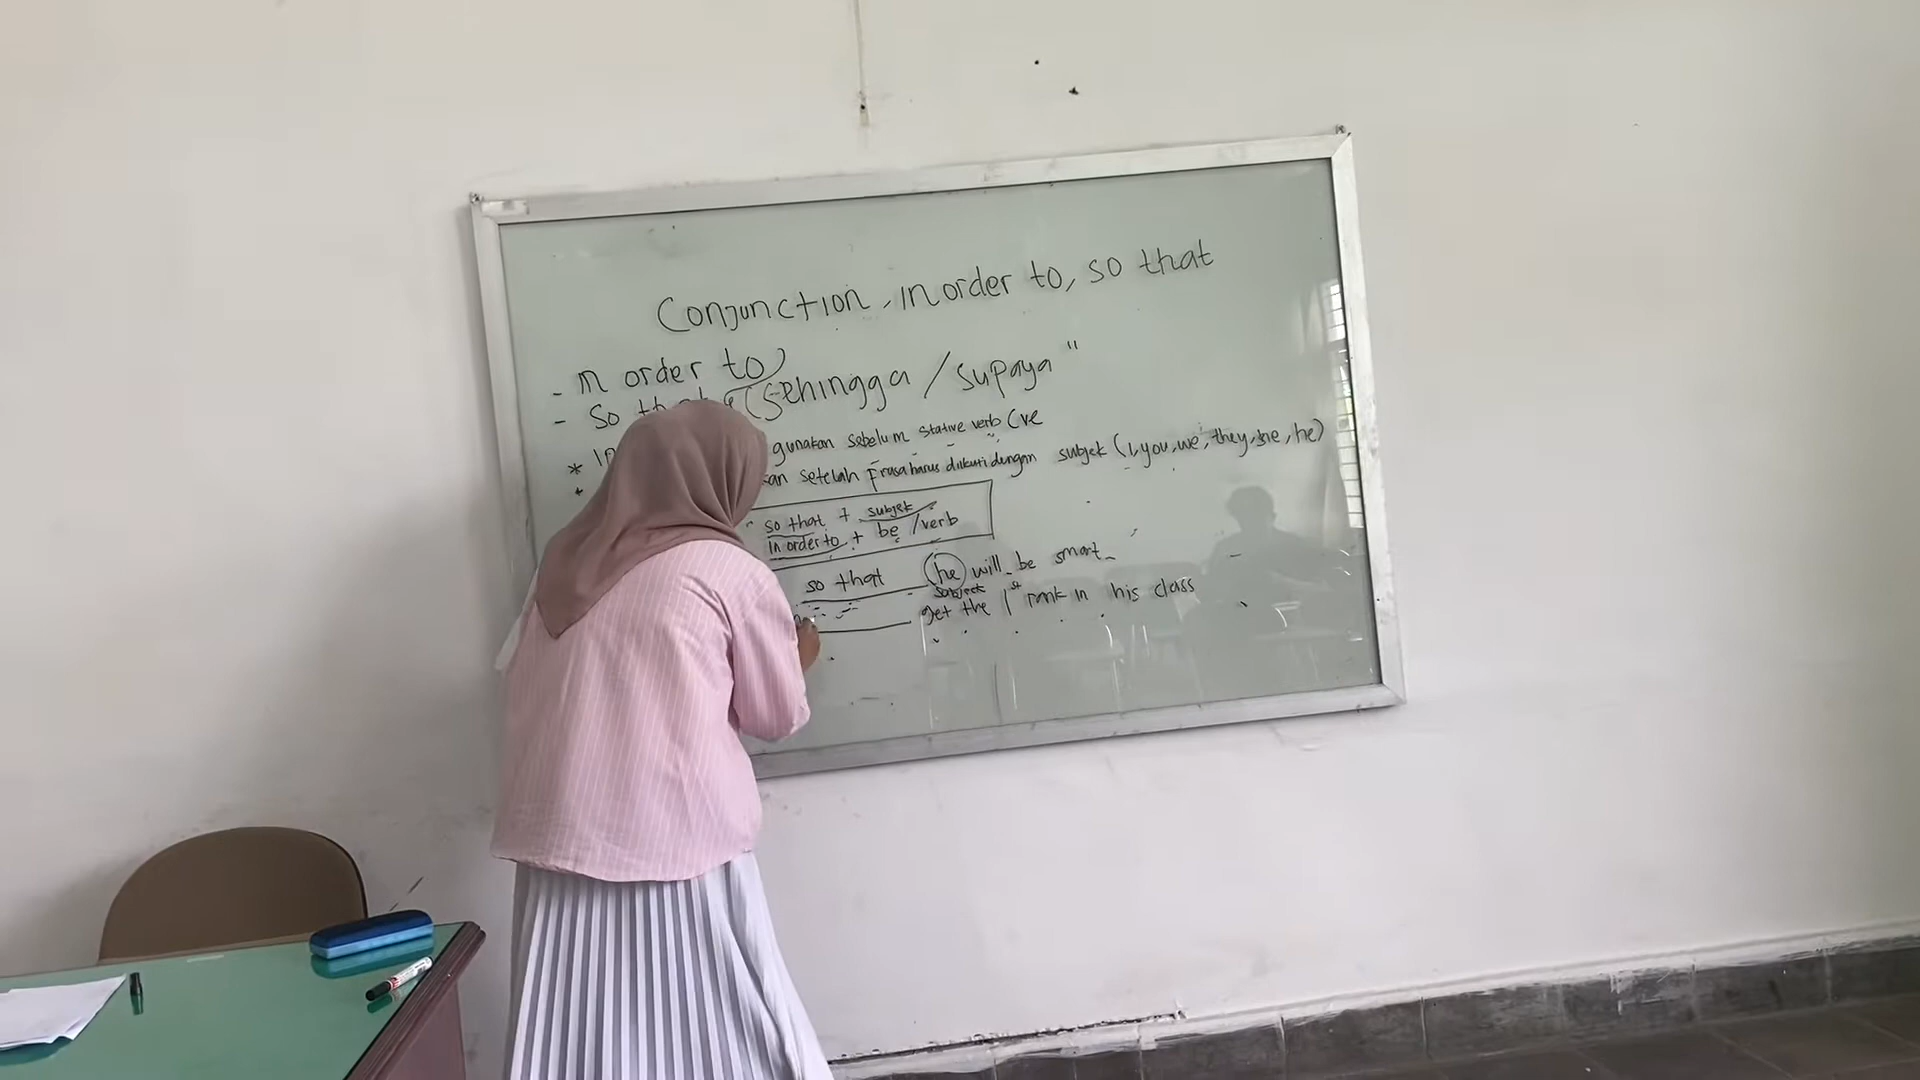 Conjunction, in order to, so that
- in order to
- So that (sehingga / supaya"
* In gunakan sebelum stative verb (ve
* kan setelah frasa harus diikuti dengan subjek (I, you, we, they, she, he)
so that + subjek
in order to + be / verb
so that (he) will be smart
subject
get the 1st rank in his class